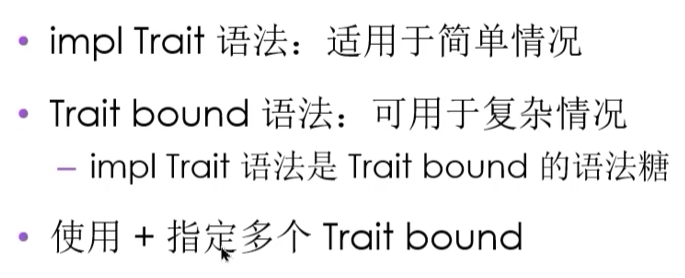 • impl Trait 语法：适用于简单情况
• Trait bound 语法：可用于复杂情况
– impl Trait 语法是 Trait bound 的语法糖
• 使用 + 指定多个 Trait bound